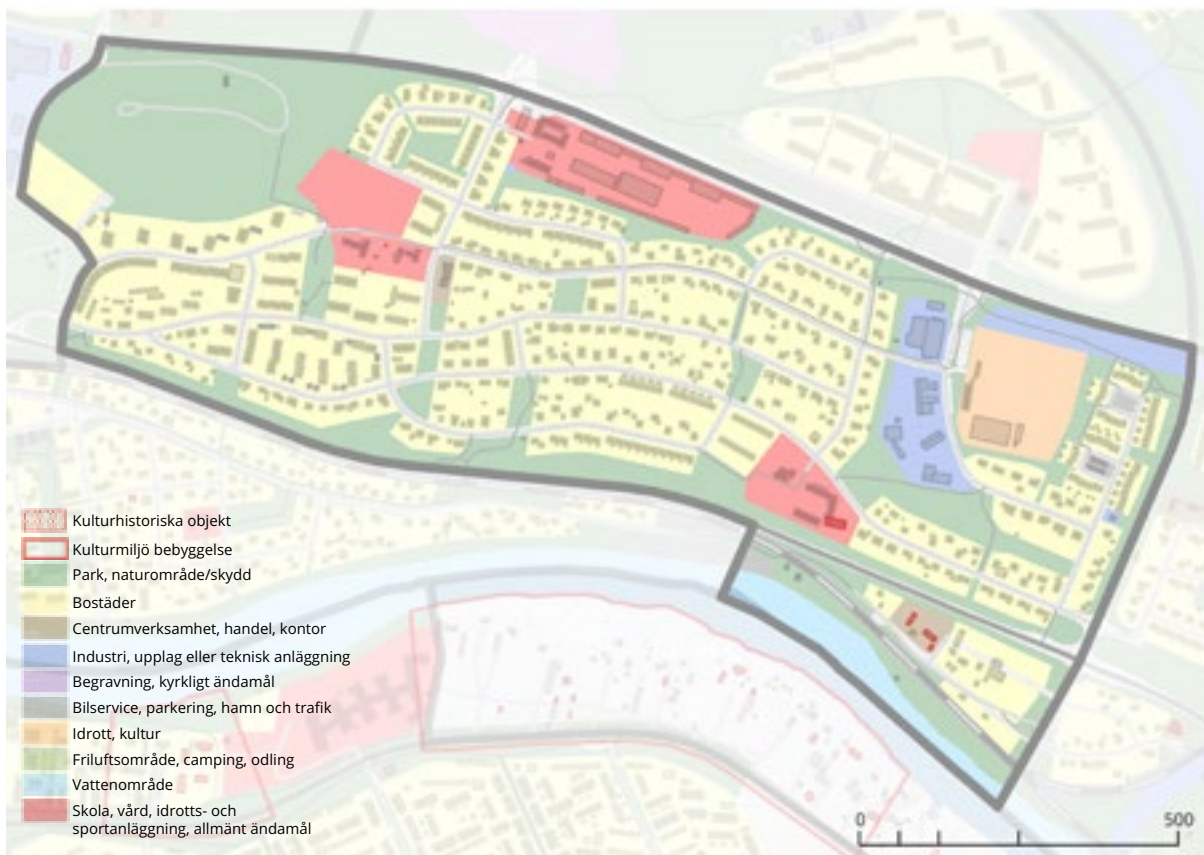 Kulturhistoriska objekt
Kulturmiljö bebyggelse
Park, naturområde/skydd
Bostäder
Centrumverksamhet, handel, kontor
Industri, upplag eller teknisk anläggning
Begravning, kyrkligt ändamål
Bilservice, parkering, hamn och trafik
Idrott, kultur
Friluftsområde, camping, odling
Vattenområde
Skola, vård, idrotts- och
sportanläggning, allmänt ändamål
0 500